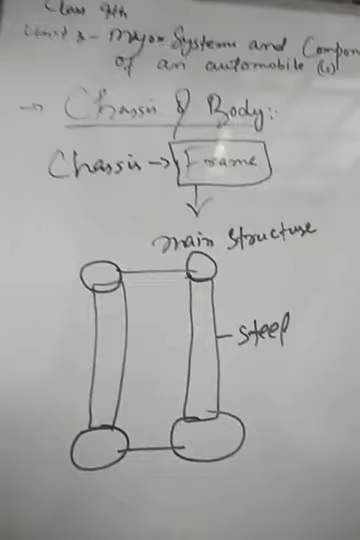 Class 9th
Unit 3 - Major Systems and Compon
of an automobile (L)
→ Chassis & Body:-
Chassis → Frame
main structure
steel